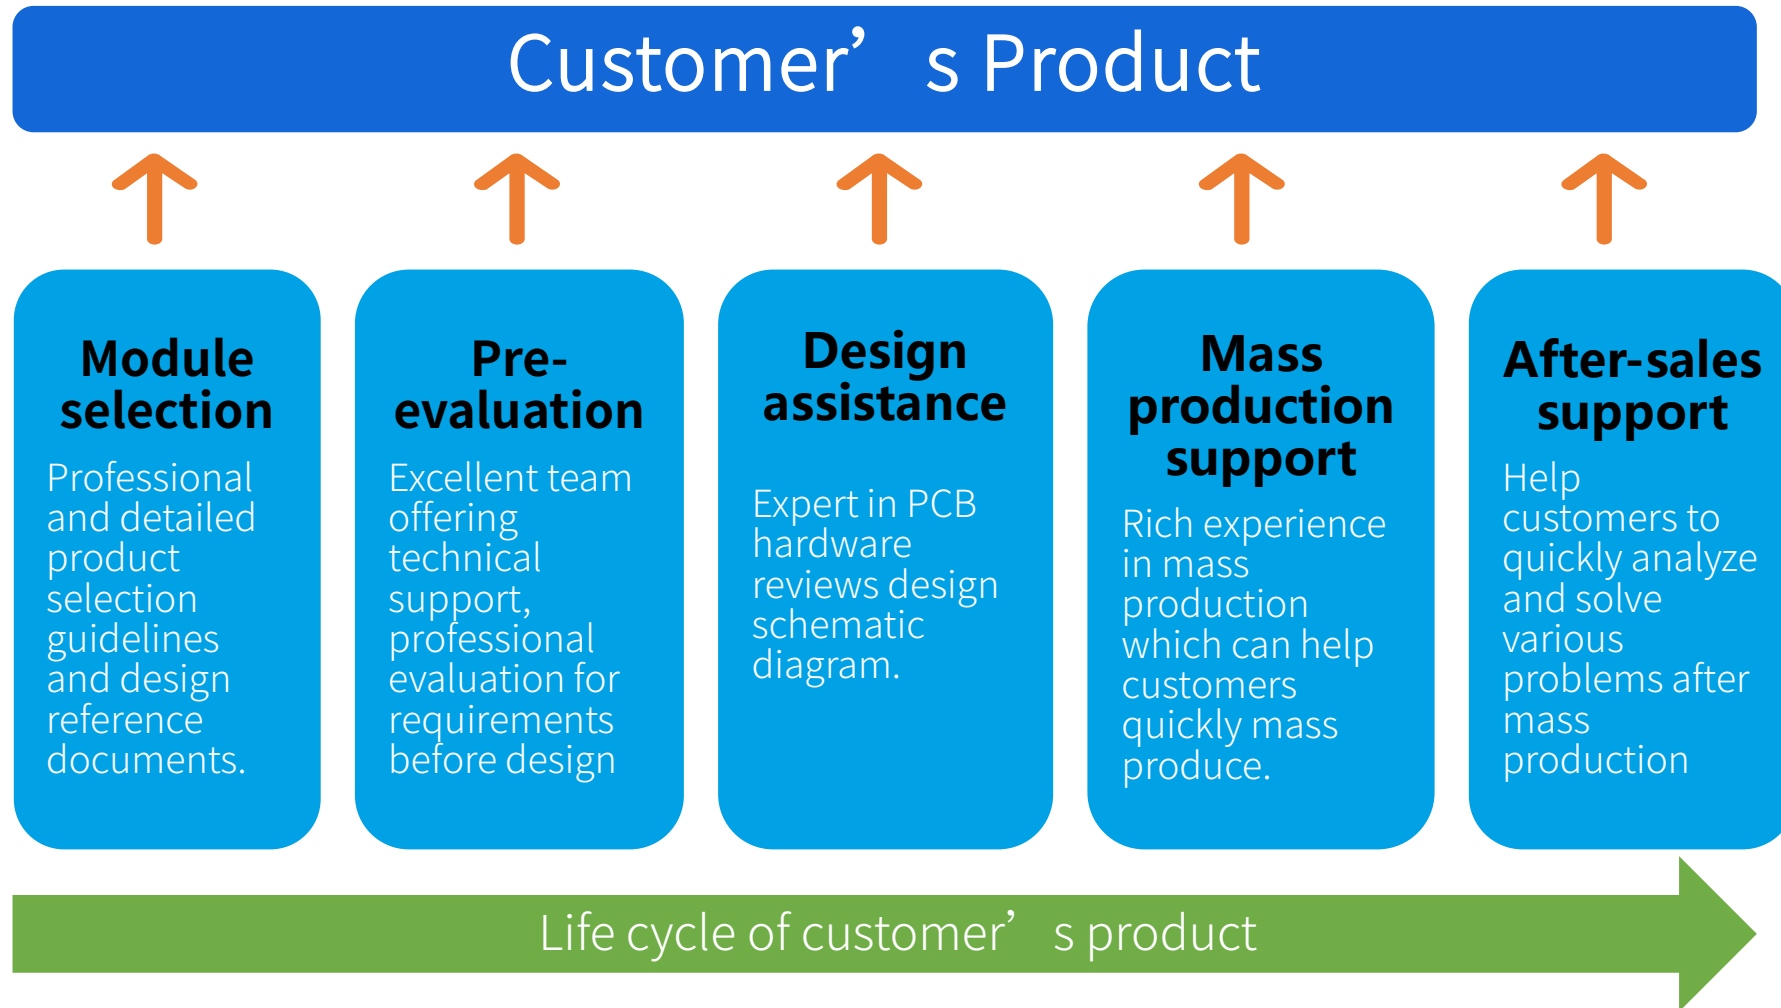 Customer’s Product
Module
selection
Professional
and detailed
product
selection
guidelines
and design
reference
documents.
Pre-
evaluation
Excellent team
offering
technical
support,
professional
evaluation for
requirements
before design
Design
assistance
Expert in PCB
hardware
reviews design
schematic
diagram.
Mass
production
support
Rich experience
in mass
production
which can help
customers
quickly mass
produce.
After-sales
support
Help
customers to
quickly analyze
and solve
various
problems after
mass
production
Life cycle of customer’s product